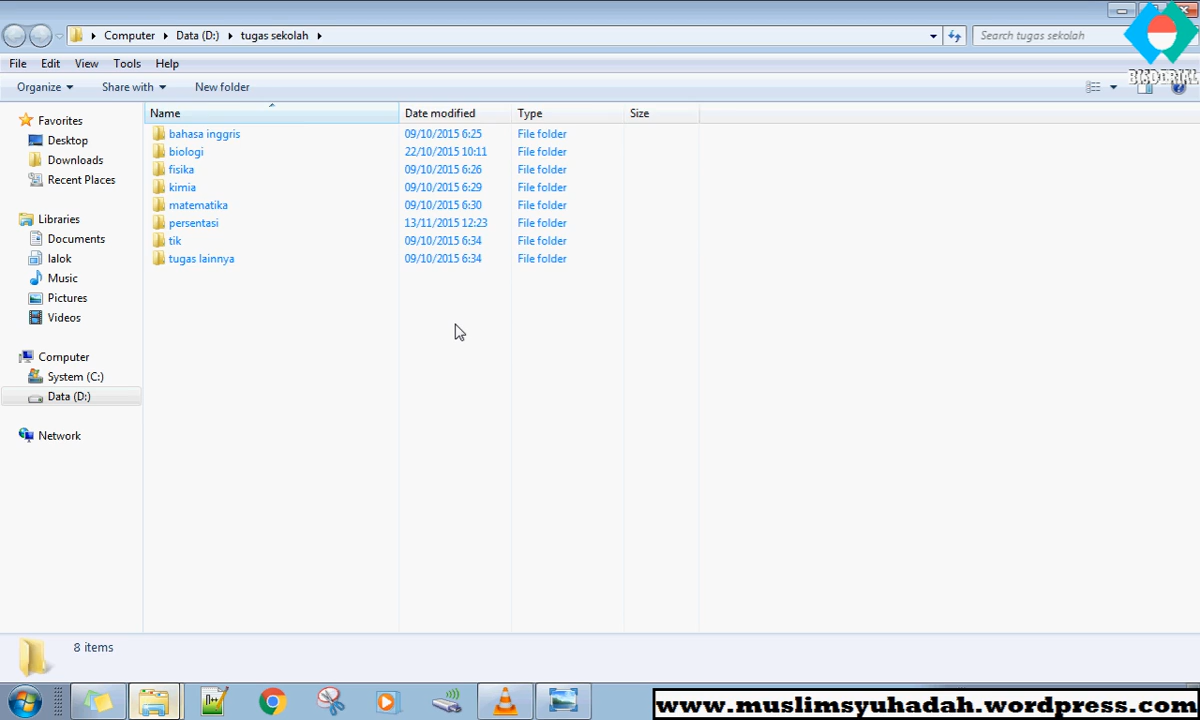 Computer Data (D:) tugas sekolah
Search tugas sekolah
File Edit View Tools Help
Organize Share with New folder
Name Date modified Type Size
Favorites
Desktop
Downloads
Recent Places
Libraries
Documents
lalok
Music
Pictures
Videos
Computer
System (C:)
Data (D:)
Network
bahasa inggris 09/10/2015 6:25 File folder
biologi 22/10/2015 10:11 File folder
fisika 09/10/2015 6:26 File folder
kimia 09/10/2015 6:29 File folder
matematika 09/10/2015 6:30 File folder
persentasi 13/11/2015 12:23 File folder
tik 09/10/2015 6:34 File folder
tugas lainnya 09/10/2015 6:34 File folder
8 items
www.muslimsyuhadah.wordpress.com